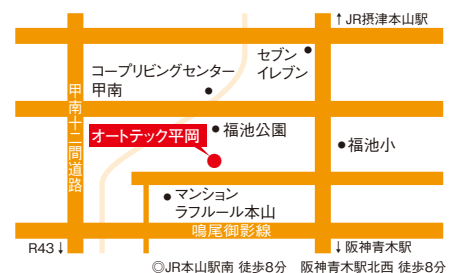 ↑JR摂津本山駅
セブン
イレブン
コープリビングセンター
甲南
甲南十二間道路
オートテック平岡
福池公園
福池小
マンション
ラフルール本山
鳴尾御影線
R43↓
↓阪神青木駅
◎JR本山駅南 徒歩8分　阪神青木駅北西 徒歩8分